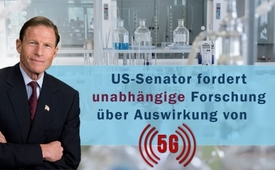 US-Senator fordert
unabhängige Forschung
über Auswirkung von
5G